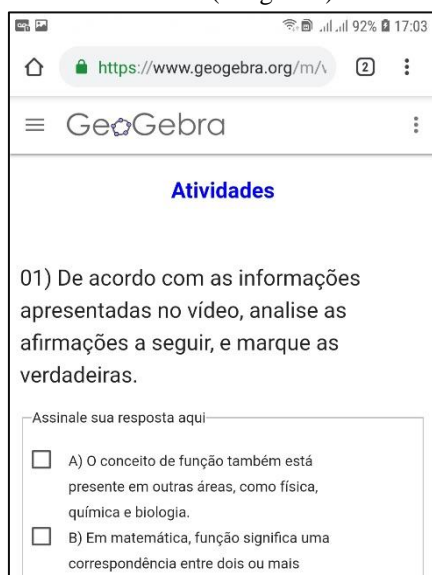 92% 17:03
https://www.geogebra.org/m/
2
GeoGebra
Atividades
01) De acordo com as informações
apresentadas no vídeo, analise as
afirmações a seguir, e marque as
verdadeiras.
Assinale sua resposta aqui
A) O conceito de função também está
presente em outras áreas, como física,
química e biologia.
B) Em matemática, função significa uma
correspondência entre dois ou mais